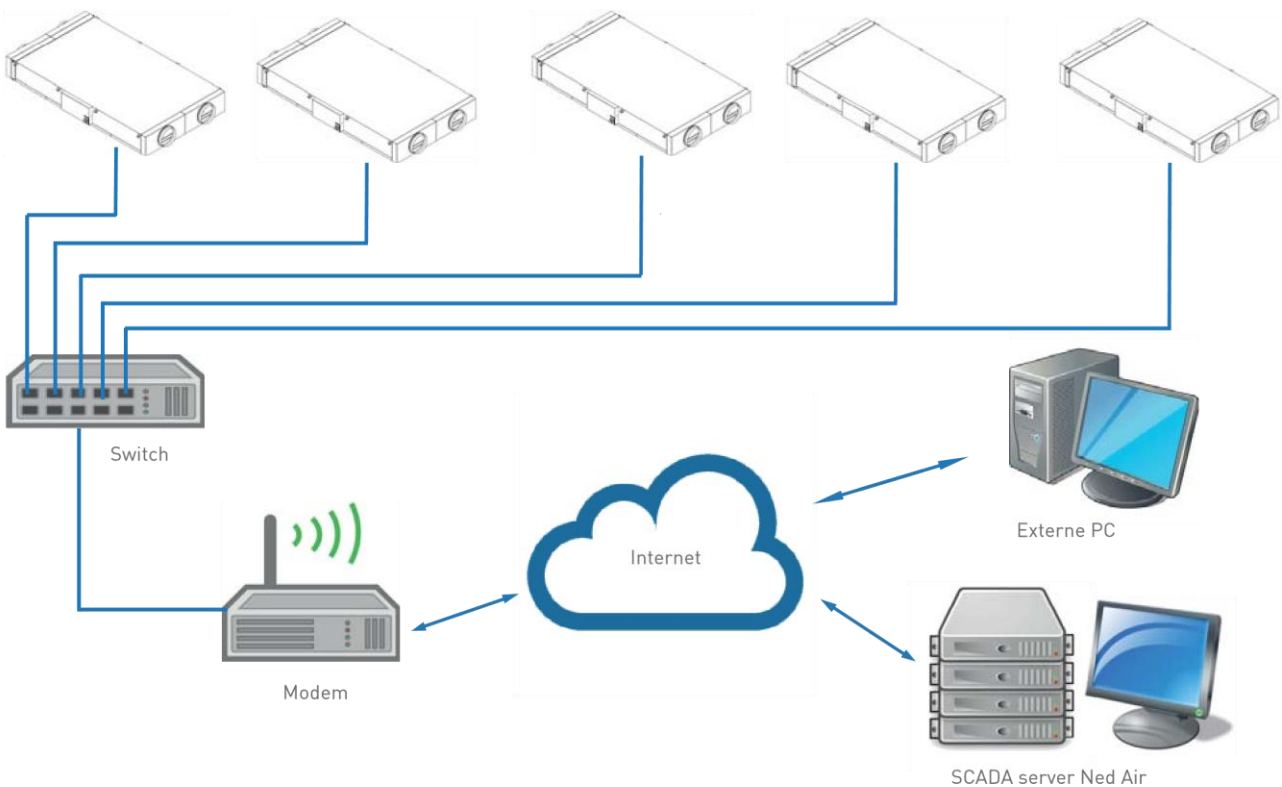 Switch
Externe PC
Internet
Modem
SCADA server Ned Air